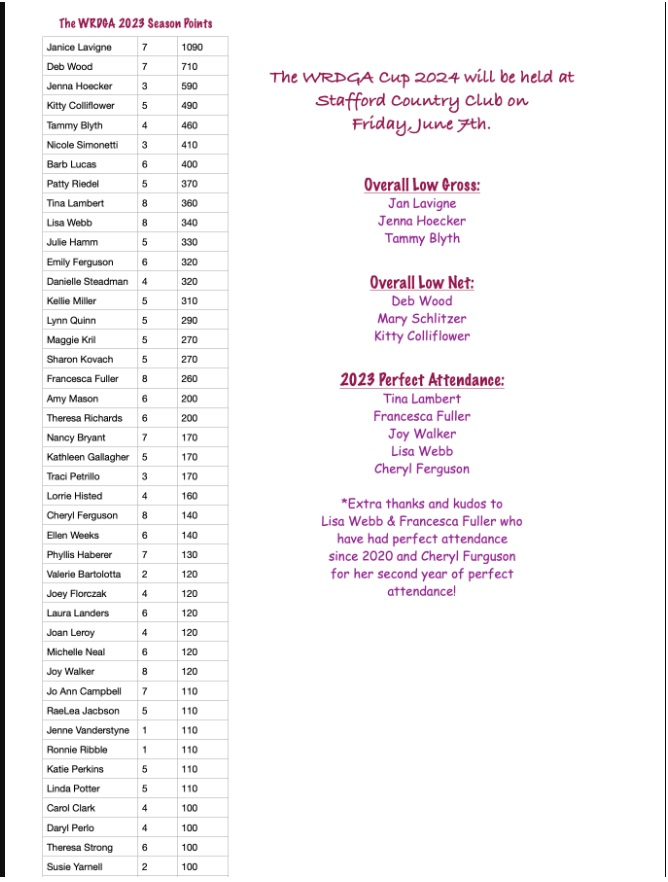 The WRDGA 2023 Season Points
Janice Lavigne 7 1090
Deb Wood 7 710
Jenna Hoecker 3 590
Kitty Colliflower 5 490
Tammy Blyth 4 460
Nicole Simonetti 3 410
Barb Lucas 6 400
Patty Riedel 5 370
Tina Lambert 8 360
Lisa Webb 8 340
Julie Hamm 5 330
Emily Ferguson 6 320
Danielle Steadman 4 320
Kellie Miller 5 310
Lynn Quinn 5 290
Maggie Kril 5 270
Sharon Kovach 5 270
Francesca Fuller 8 260
Amy Mason 6 200
Theresa Richards 6 200
Nancy Bryant 7 170
Kathleen Gallagher 5 170
Traci Petrillo 3 170
Lorrie Histed 4 160
Cheryl Ferguson 8 140
Ellen Weeks 6 140
Phyllis Haberer 7 130
Valerie Bartolotta 2 120
Joey Florczak 4 120
Laura Landers 6 120
Joan Leroy 4 120
Michelle Neal 6 120
Joy Walker 8 120
Jo Ann Campbell 7 110
RaeLea Jacbson 5 110
Jenne Vanderstyne 1 110
Ronnie Ribble 1 110
Katie Perkins 5 110
Linda Potter 5 110
Carol Clark 4 100
Daryl Perlo 4 100
Theresa Strong 6 100
Susie Yarnell 2 100
The WRDGA Cup 2024 will be held at
Stafford Country Club on
Friday, June 7th.
Overall Low Gross:
Jan Lavigne
Jenna Hoecker
Tammy Blyth
Overall Low Net:
Deb Wood
Mary Schlitzer
Kitty Colliflower
2023 Perfect Attendance:
Tina Lambert
Francesca Fuller
Joy Walker
Lisa Webb
Cheryl Ferguson
*Extra thanks and kudos to
Lisa Webb & Francesca Fuller who
have had perfect attendance
since 2020 and Cheryl Furguson
for her second year of perfect
attendance!